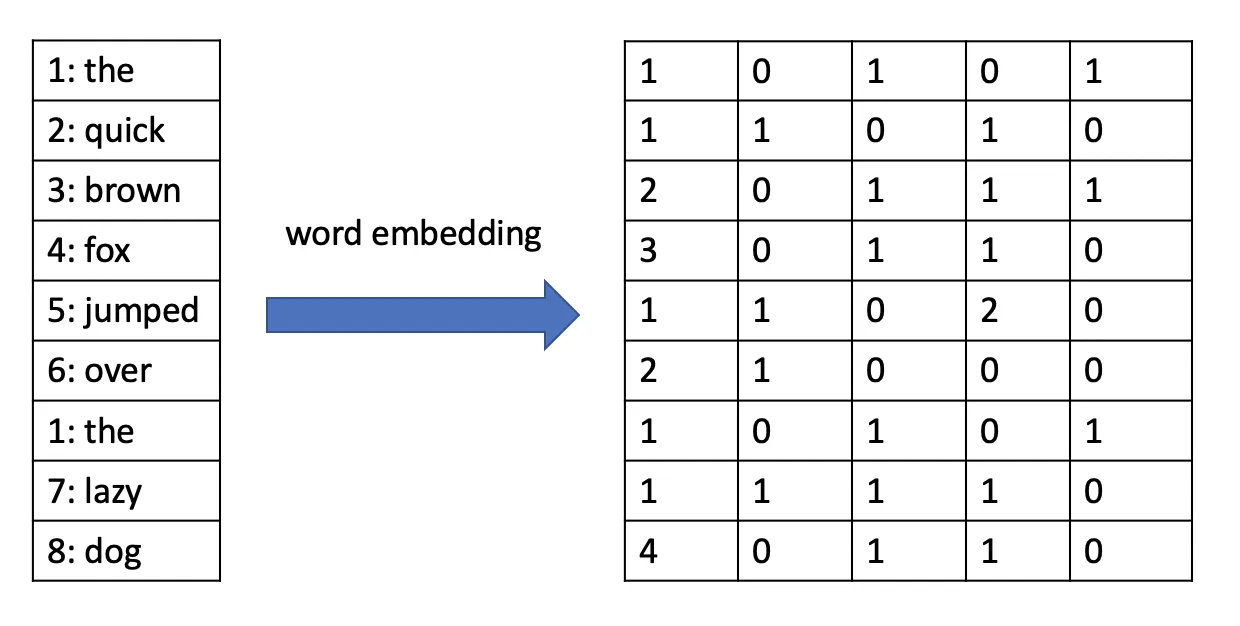 1: the
2: quick
3: brown
4: fox
5: jumped
6: over
1: the
7: lazy
8: dog
word embedding
1 0 1 0 1
1 1 0 1 0
2 0 1 1 1
3 0 1 1 0
1 1 0 2 0
2 1 0 0 0
1 0 1 0 1
1 1 1 1 0
4 0 1 1 0